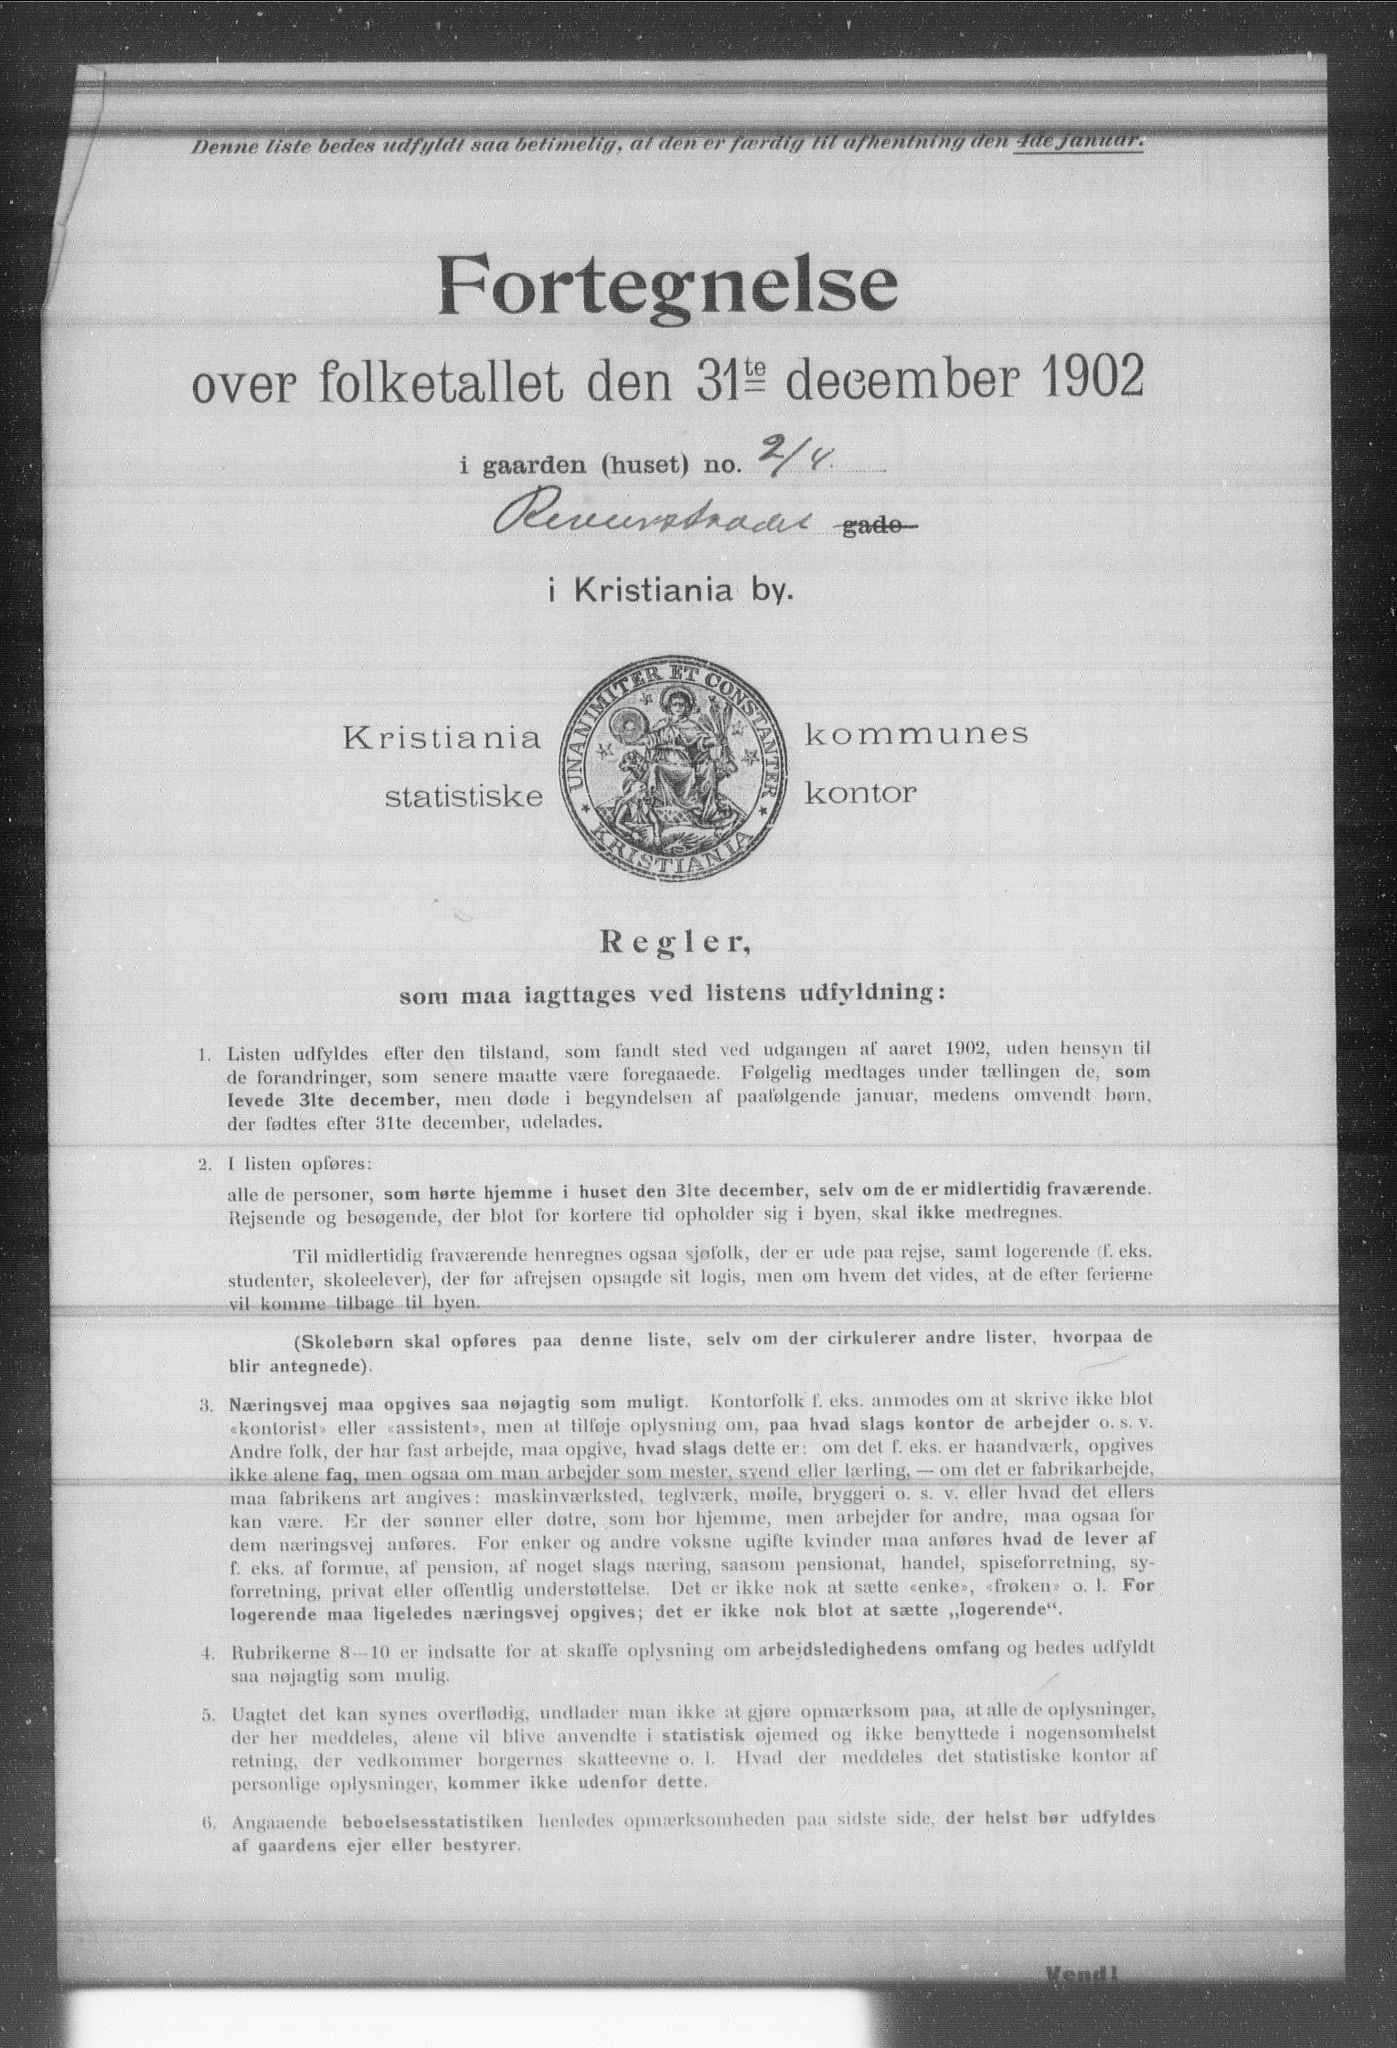 Denne liste bedes udfyldt saa betimelig, at den er færdig til afhentning den 4de januar.
Fortegnelse
over folketallet den 31te december 1902
i gaarden (huset) no. 2/4.
Revierstrædet gade
i Kristiania by.
UNANIMITER ET CONSTANTER
KRISTIANIA
Kristiania kommunes
statistiske kontor
Regler,
som maa iagttages ved listens udfyldning:
1. Listen udfyldes efter den tilstand, som fandt sted ved udgangen af aaret 1902, uden hensyn til
de forandringer, som senere maatte være foregaaede. Følgelig medtages under tællingen de, som
levede 31te december, men døde i begyndelsen af paafølgende januar, medens omvendt børn,
der fødtes efter 31te december, udelades.
2. I listen opføres:
alle de personer, som hørte hjemme i huset den 31te december, selv om de er midlertidig fraværende.
Rejsende og besøgende, der blot for kortere tid opholder sig i byen, skal ikke medregnes.
Til midlertidig fraværende henregnes ogsaa sjøfolk, der er ude paa rejse, samt logerende (f. eks.
studenter, skoleelever), der før afrejsen opsagde sit logis, men om hvem det vides, at de efter ferierne
vil komme tilbage til byen.
(Skolebørn skal opføres paa denne liste, selv om der cirkulerer andre lister, hvorpaa de
blir antegnede).
3. Næringsvej maa opgives saa nøjagtig som muligt. Kontorfolk f. eks. anmodes om at skrive ikke blot
«kontorist» eller «assistent», men at tilføje oplysning om, paa hvad slags kontor de arbejder o. s. v.
Andre folk, der har fast arbejde, maa opgive, hvad slags dette er: om det f. eks. er haandværk, opgives
ikke alene fag, men ogsaa om man arbejder som mester, svend eller lærling, — om det er fabrikarbejde,
maa fabrikens art angives: maskinværksted, teglværk, mølle, bryggeri o. s. v. eller hvad det ellers
kan være. Er der sønner eller døtre, som bor hjemme, men arbejder for andre, maa ogsaa for
dem næringsvej anføres. For enker og andre voksne ugifte kvinder maa anføres hvad de lever af
f. eks. af formue, af pension, af noget slags næring, saasom pensionat, handel, spiseforretning, sy-
forretning, privat eller offentlig understøttelse. Det er ikke nok at sætte «enke», «frøken» o. l. For
logerende maa ligeledes næringsvej opgives; det er ikke nok blot at sætte „logerende“.
4. Rubrikerne 8—10 er indsatte for at skaffe oplysning om arbejdsledighedens omfang og bedes udfyldt
saa nøjagtig som mulig.
5. Uagtet det kan synes overflødig, undlader man ikke at gjøre opmærksom paa, at alle de oplysninger,
der her meddeles, alene vil blive anvendte i statistisk øjemed og ikke benyttede i nogensomhelst
retning, der vedkommer borgernes skatteevne o. l. Hvad der meddeles det statistiske kontor af
personlige oplysninger, kommer ikke udenfor dette.
6. Angaaende beboelsesstatistiken henledes opmærksomheden paa sidste side, der helst bør udfyldes
af gaardens ejer eller bestyrer.
Vend!